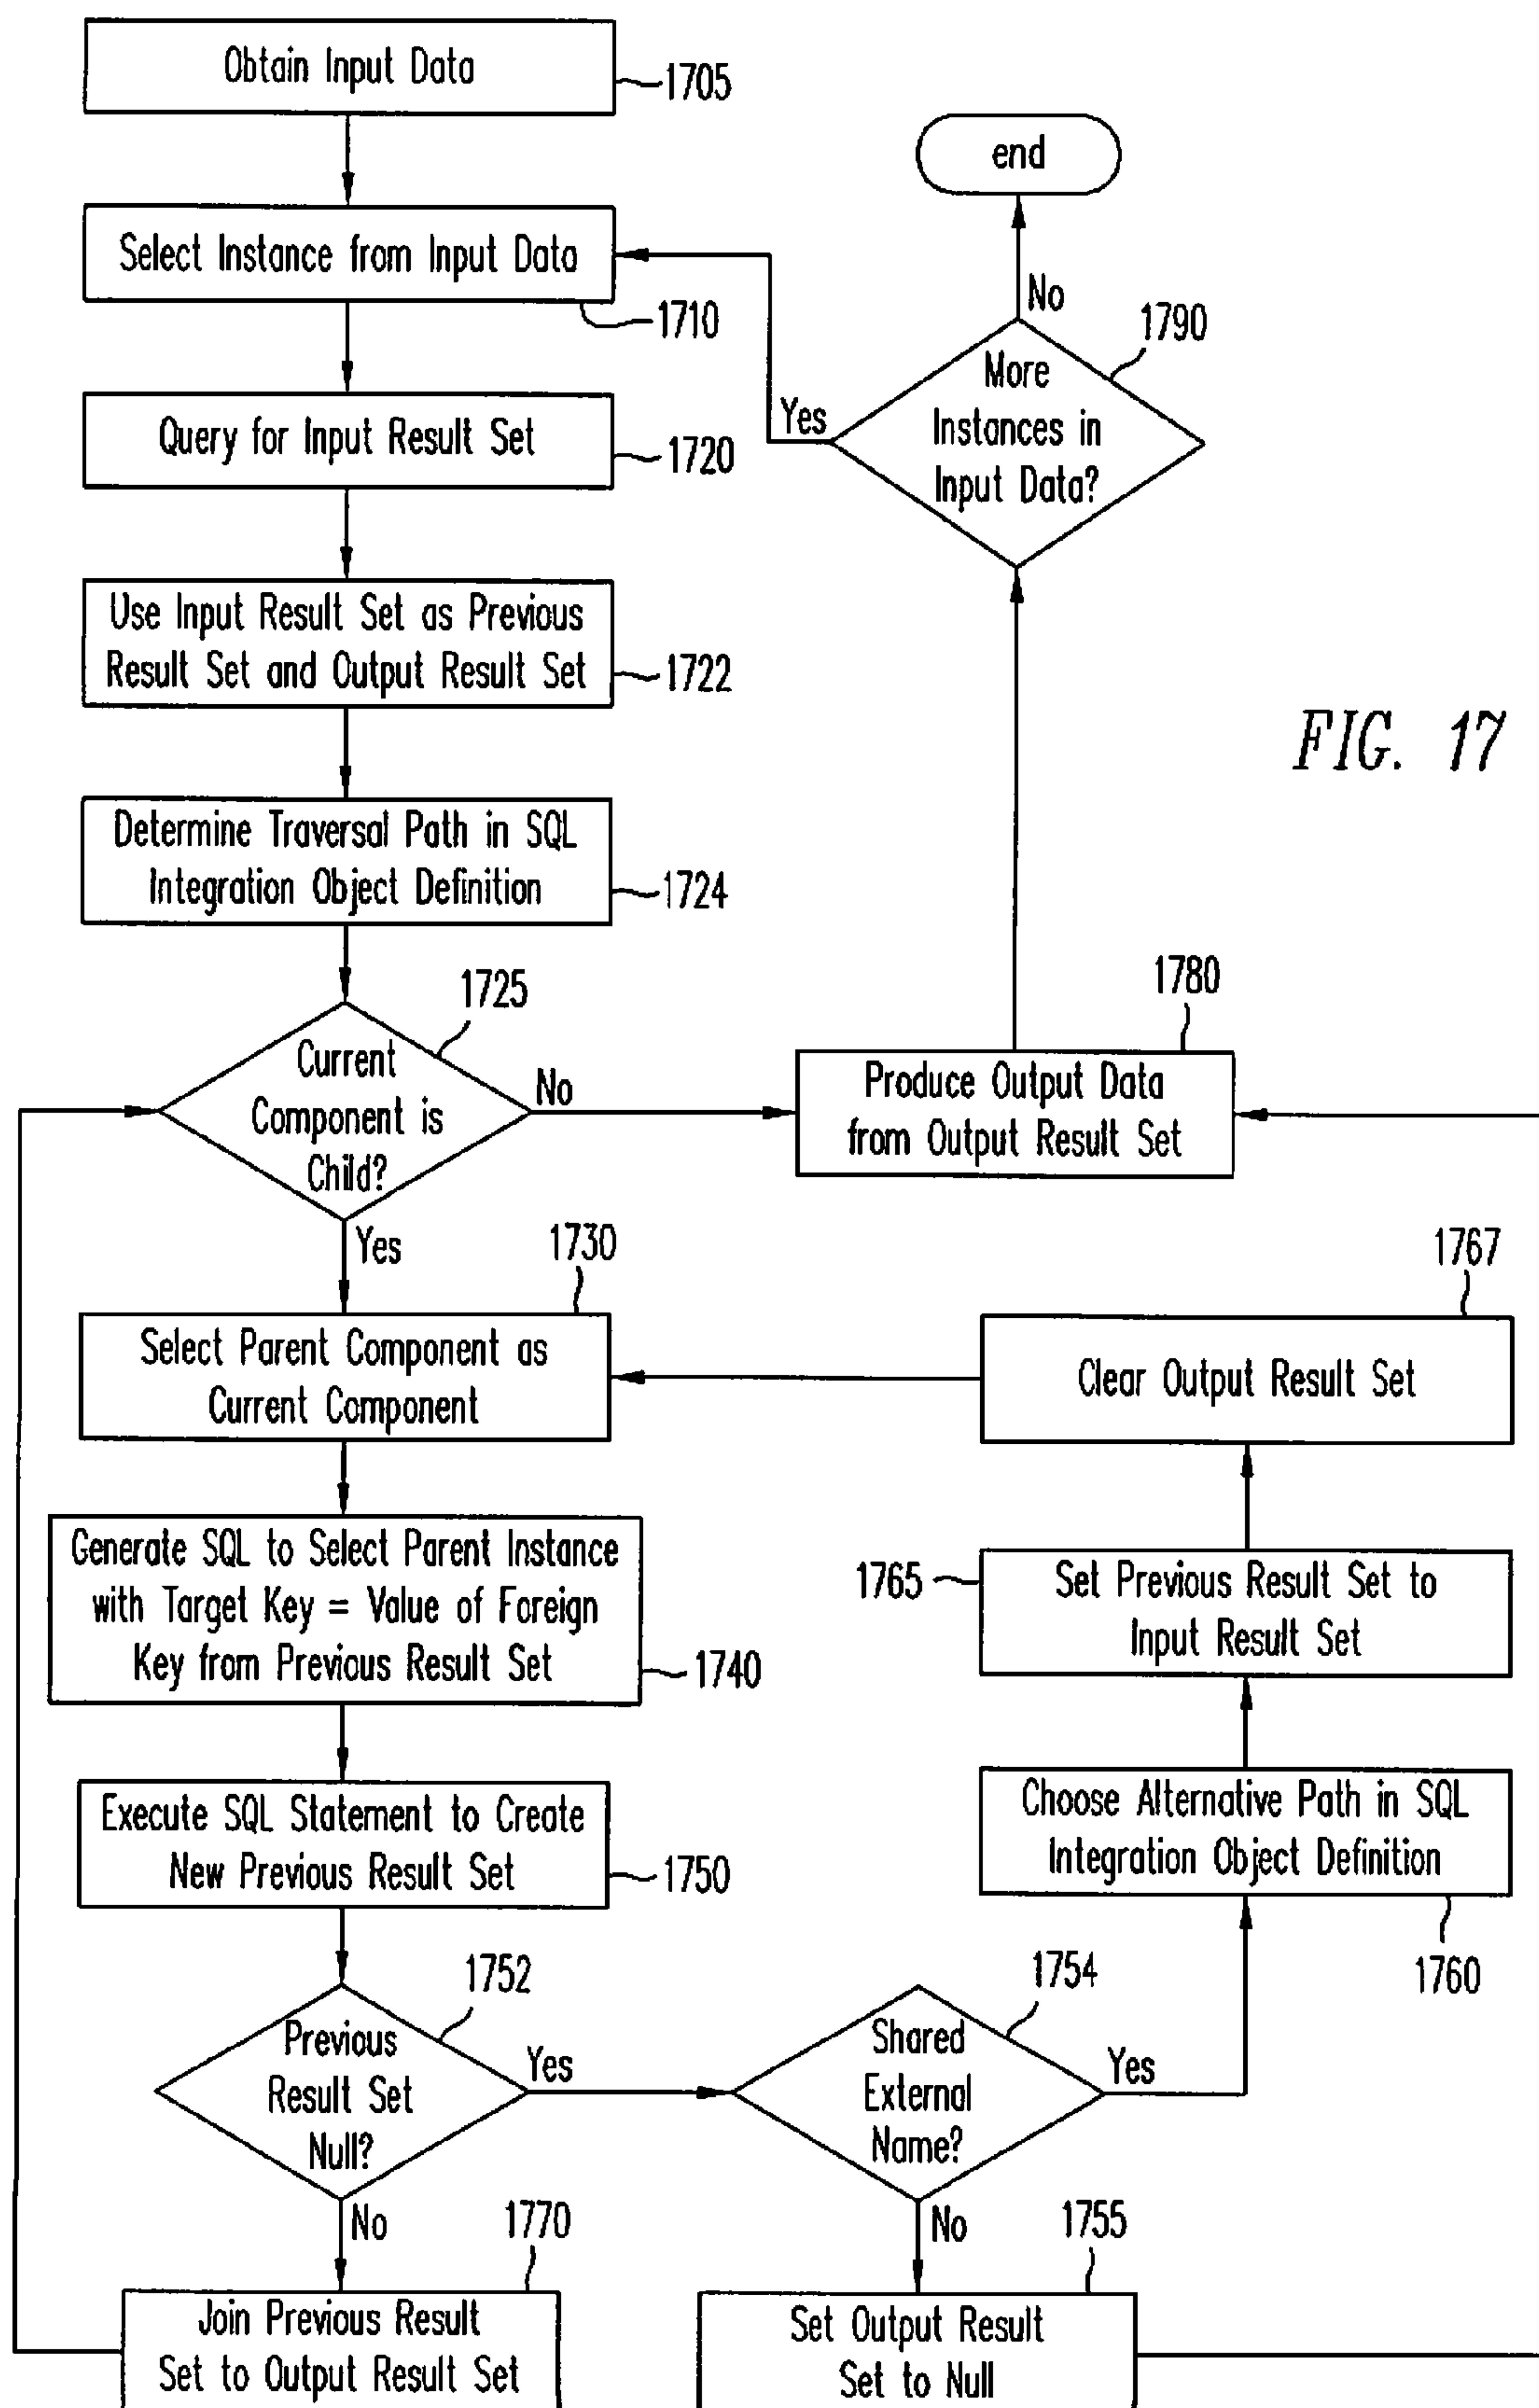 Obtain Input Data
1705
Select Instance from Input Data
1710
Query for Input Result Set
1720
Use Input Result Set as Previous
Result Set and Output Result Set
1722
Determine Traversal Path in SQL
Integration Object Definition
1724
Current
Component is
Child?
1725
No
Yes
Select Parent Component as
Current Component
1730
Generate SQL to Select Parent Instance
with Target Key = Value of Foreign
Key from Previous Result Set
1740
Execute SQL Statement to Create
New Previous Result Set
1750
Previous
Result Set
Null?
1752
Yes
No
Join Previous Result
Set to Output Result Set
1770
Shared
External
Name?
1754
Yes
No
Set Output Result
Set to Null
1755
Choose Alternative Path in SQL
Integration Object Definition
1760
Set Previous Result Set to
Input Result Set
1765
Clear Output Result Set
1767
Produce Output Data
from Output Result Set
1780
More
Instances in
Input Data?
1790
Yes
No
end
FIG. 17